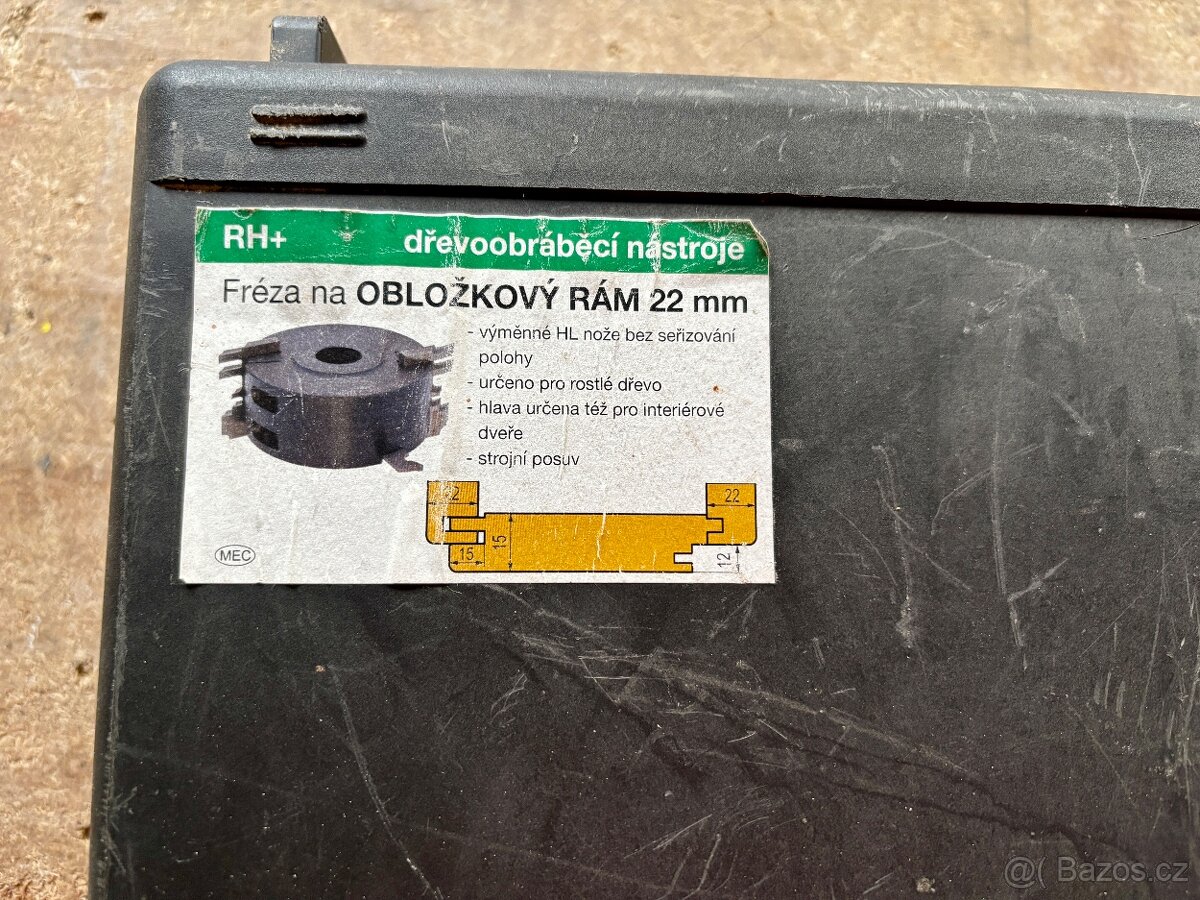 RH+ dřevoobráběcí nástroje
Fréza na OBLOŽKOVÝ RÁM 22 mm
- výměnné HL nože bez seřizování
polohy
- určeno pro rostlé dřevo
- hlava určena též pro interiérové
dveře
- strojní posuv
22
15
15
12
MEC
@( Bazos.cz